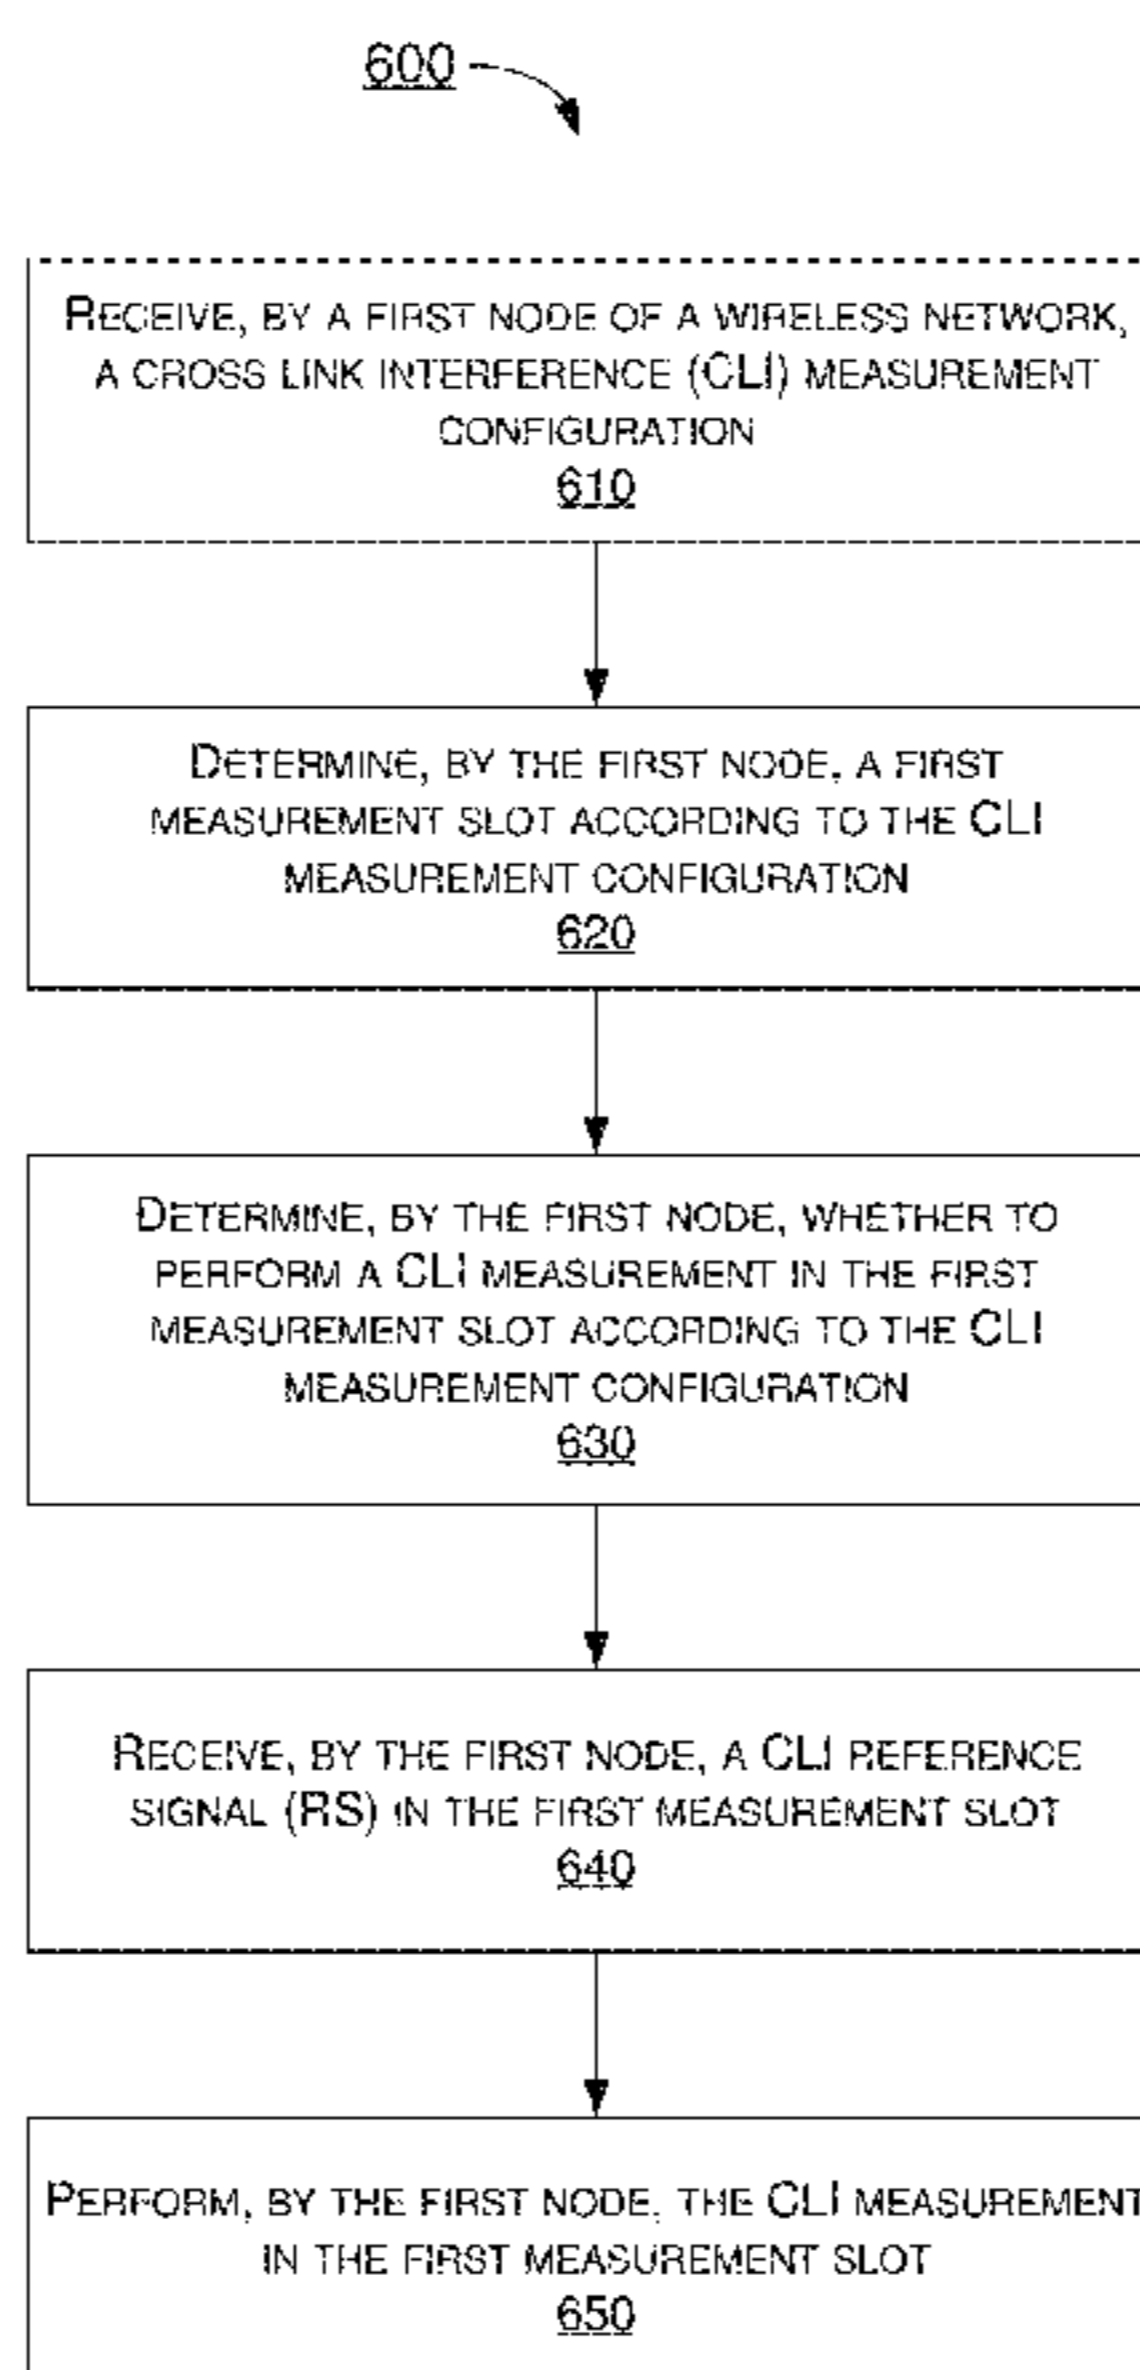 600
RECEIVE, BY A FIRST NODE OF A WIRELESS NETWORK,
A CROSS LINK INTERFERENCE (CLI) MEASUREMENT
CONFIGURATION
610
DETERMINE, BY THE FIRST NODE, A FIRST
MEASUREMENT SLOT ACCORDING TO THE CLI
MEASUREMENT CONFIGURATION
620
DETERMINE, BY THE FIRST NODE, WHETHER TO
PERFORM A CLI MEASUREMENT IN THE FIRST
MEASUREMENT SLOT ACCORDING TO THE CLI
MEASUREMENT CONFIGURATION
630
RECEIVE, BY THE FIRST NODE, A CLI REFERENCE
SIGNAL (RS) IN THE FIRST MEASUREMENT SLOT
640
PERFORM, BY THE FIRST NODE, THE CLI MEASUREMENT
IN THE FIRST MEASUREMENT SLOT
650